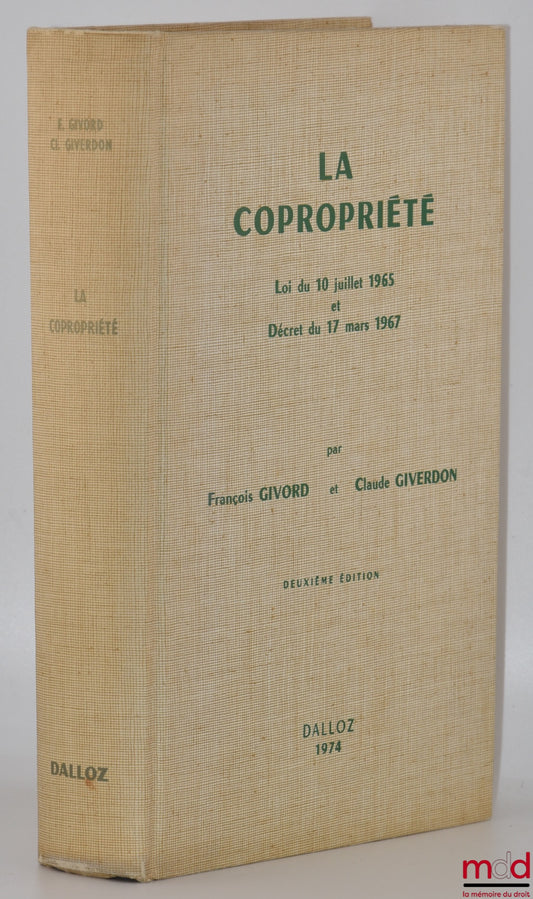 F. GIVORD
CL. GIVERDON
LA
COPROPRIÉTÉ
DALLOZ
LA
COPROPRIÉTÉ
Loi du 10 juillet 1965
et
Décret du 17 mars 1967
par
François GIVORD et Claude GIVERDON
DEUXIÈME ÉDITION
DALLOZ
1974
mdd
la mémoire du droit